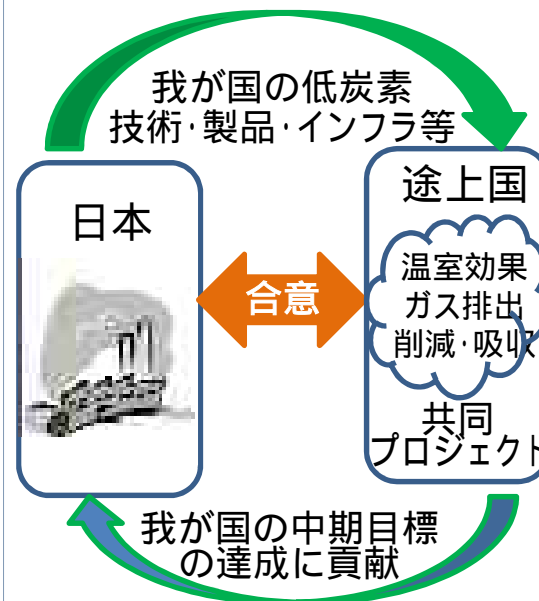 我が国の低炭素
技術･製品･インフラ等
日本
合意
途上国
温室効果
ガス排出
削減･吸収
共同
プロジェクト
我が国の中期目標
の達成に貢献